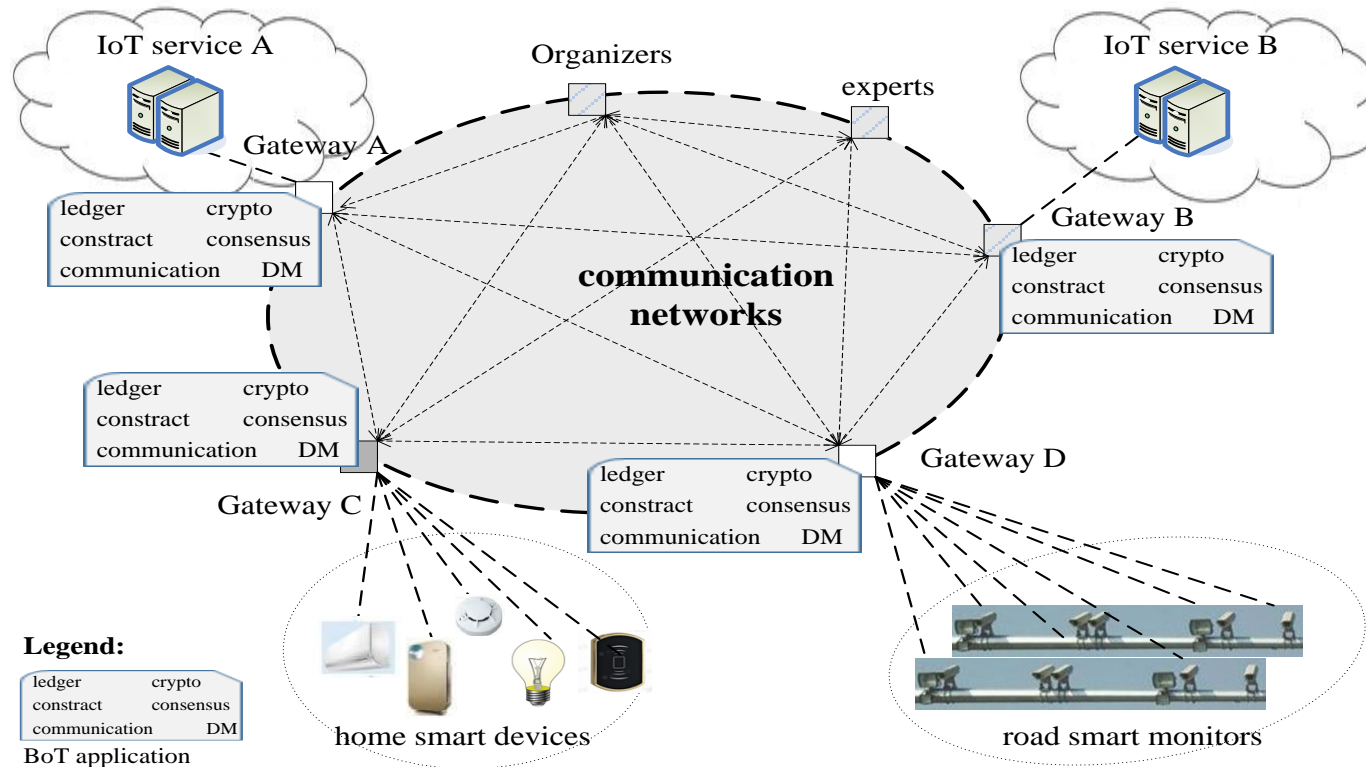 IoT service A
IoT service B
Organizers
experts
Gateway A
ledger crypto
constract consensus
communication DM
Gateway B
ledger crypto
constract consensus
communication DM
communication
networks
ledger crypto
constract consensus
communication DM
Gateway C
Gateway D
ledger crypto
constract consensus
communication DM
home smart devices
road smart monitors
Legend:
ledger crypto
constract consensus
communication DM
BoT application